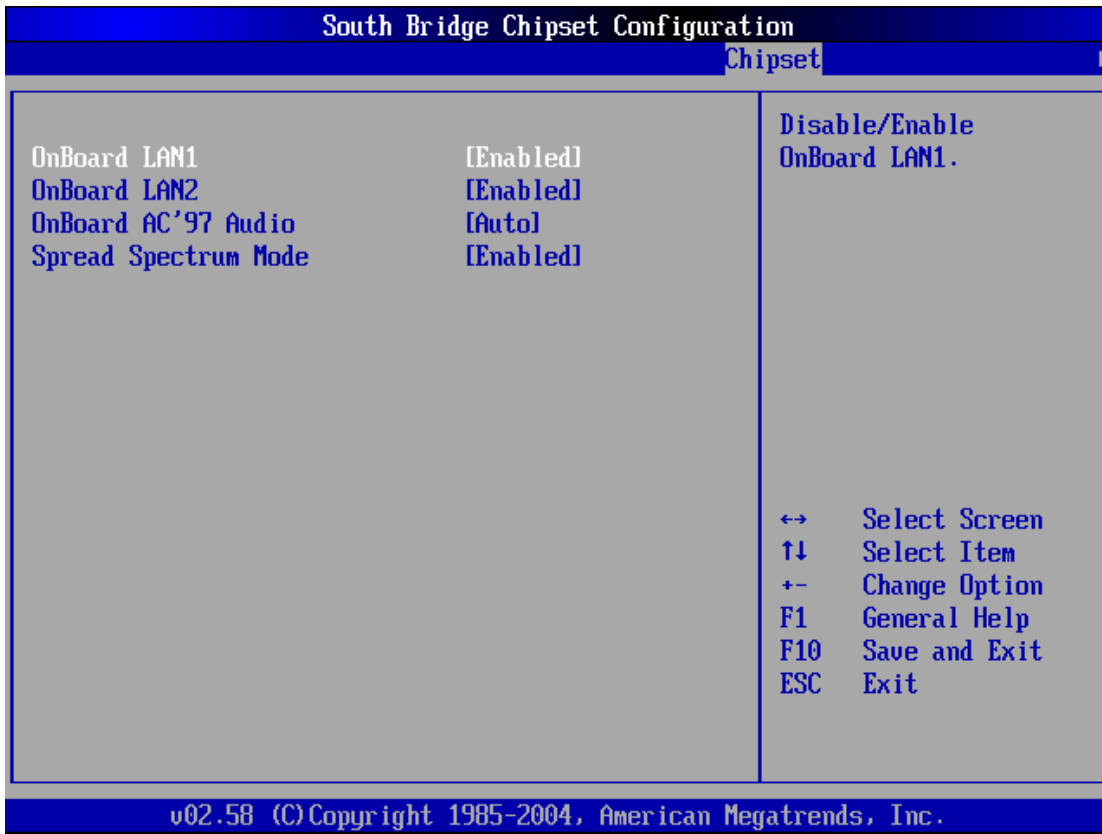 South Bridge Chipset Configuration
Chipset
OnBoard LAN1 [Enabled]
OnBoard LAN2 [Enabled]
OnBoard AC'97 Audio [Auto]
Spread Spectrum Mode [Enabled]
Disable/Enable
OnBoard LAN1.
←→ Select Screen
↑↓ Select Item
+- Change Option
F1 General Help
F10 Save and Exit
ESC Exit
v02.58 (C)Copyright 1985-2004, American Megatrends, Inc.